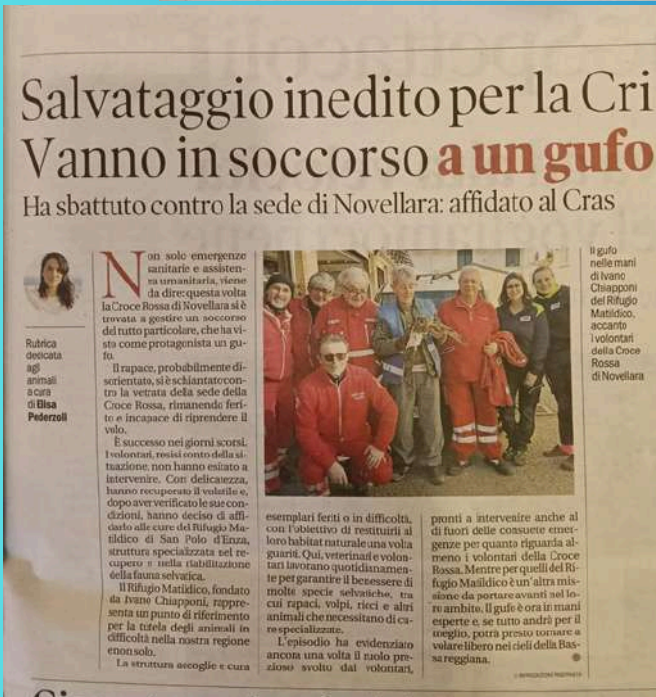 Salvataggio inedito per la Cri
Vanno in soccorso a un gufo
Ha sbattuto contro la sede di Novellara: affidato al Cras
Rubrica
dedicata
agli
animali
a cura
di Elisa
Pederzoli
Non solo emergenze
sanitarie e assisten-
za umanitaria, viene
da dire: questa volta
la Croce Rossa di Novellara si è
trovata a gestire un soccorso
del tutto particolare, che ha vi-
sto come protagonista un gu-
fo.
Il rapace, probabilmente di-
sorientato, si è schiantato con-
tro la vetrata della sede della
Croce Rossa, rimanendo feri-
to e incapace di riprendere il
volo.
È successo nei giorni scorsi.
I volontari, resisi conto della si-
tuazione, non hanno esitato a
intervenire. Con delicatezza,
hanno recuperato il volatile e,
dopo aver verificato le sue con-
dizioni, hanno deciso di affi-
darlo alle cure del Rifugio Ma-
tildico di San Polo d'Enza,
struttura specializzata nel re-
cupero e nella riabilitazione
della fauna selvatica.
Il Rifugio Matildico, fondato
da Ivano Chiapponi, rappre-
senta un punto di riferimento
per la tutela degli animali in
difficoltà nella nostra regione
e non solo.
La struttura accoglie e cura
esemplari feriti o in difficoltà,
con l'obiettivo di restituirli al
loro habitat naturale una volta
guariti. Qui, veterinari e volon-
tari lavorano quotidianamen-
te per garantire il benessere di
molte specie selvatiche, tra
cui rapaci, volpi, ricci e altri
animali che necessitano di cu-
re specializzate.
L'episodio ha evidenziato
ancora una volta il ruolo pre-
zioso svolto dai volontari,
pronti a intervenire anche al
di fuori delle consuete emer-
genze per quanto riguarda al-
meno i volontari della Croce
Rossa. Mentre per quelli del Ri-
fugio Matildico è un'altra mis-
sione da portare avanti nel lo-
ro ambito. Il gufo è ora in mani
esperte e, se tutto andrà per il
meglio, potrà presto tornare a
volare libero nei cieli della Bas-
sa reggiana.
© RIPRODUZIONE RISERVATA
Il gufo
nelle mani
di Ivano
Chiapponi
del Rifugio
Matildico,
accanto
i volontari
della Croce
Rossa
di Novellara